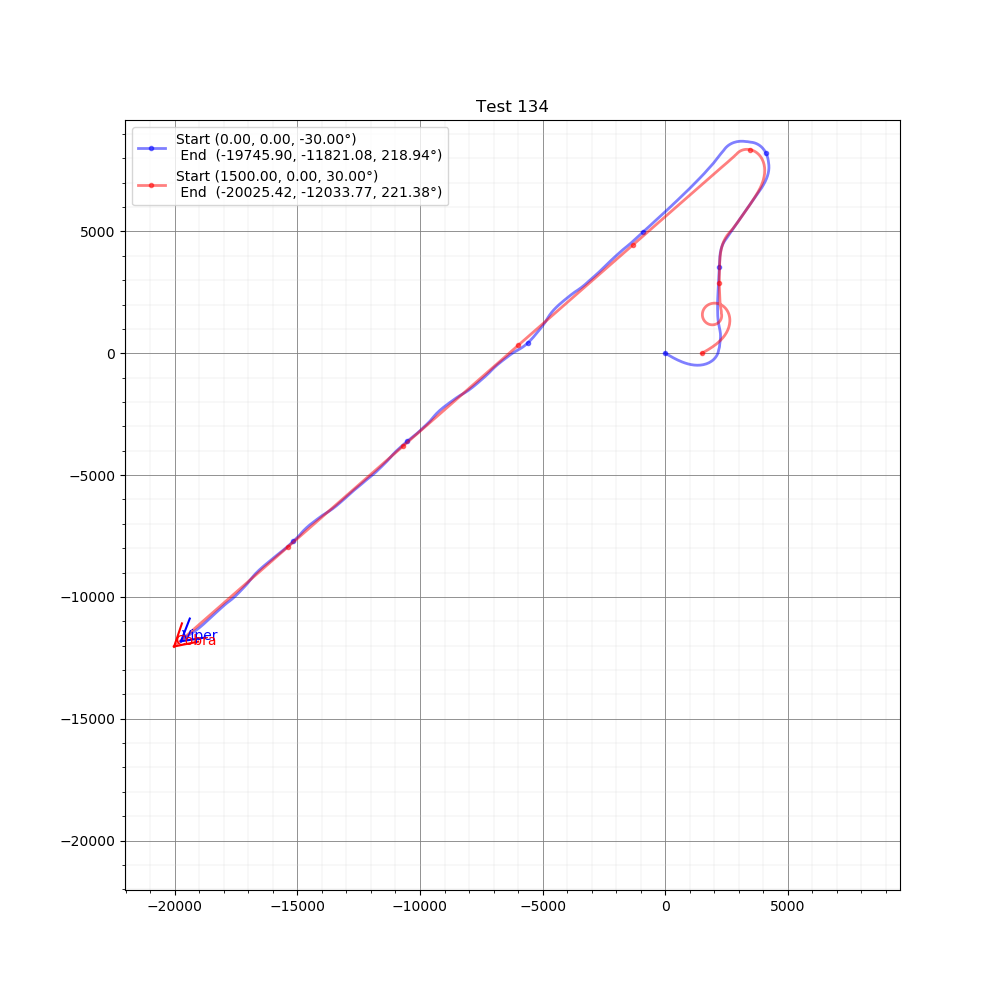 Test 134
Start (0.00, 0.00, -30.00°)
End (-19745.90, -11821.08, 218.94°)
Start (1500.00, 0.00, 30.00°)
End (-20025.42, -12033.77, 221.38°)
5000
0
−5000
−10000
−15000
−20000
Viper
Cobra
−20000 −15000 −10000 −5000 0 5000